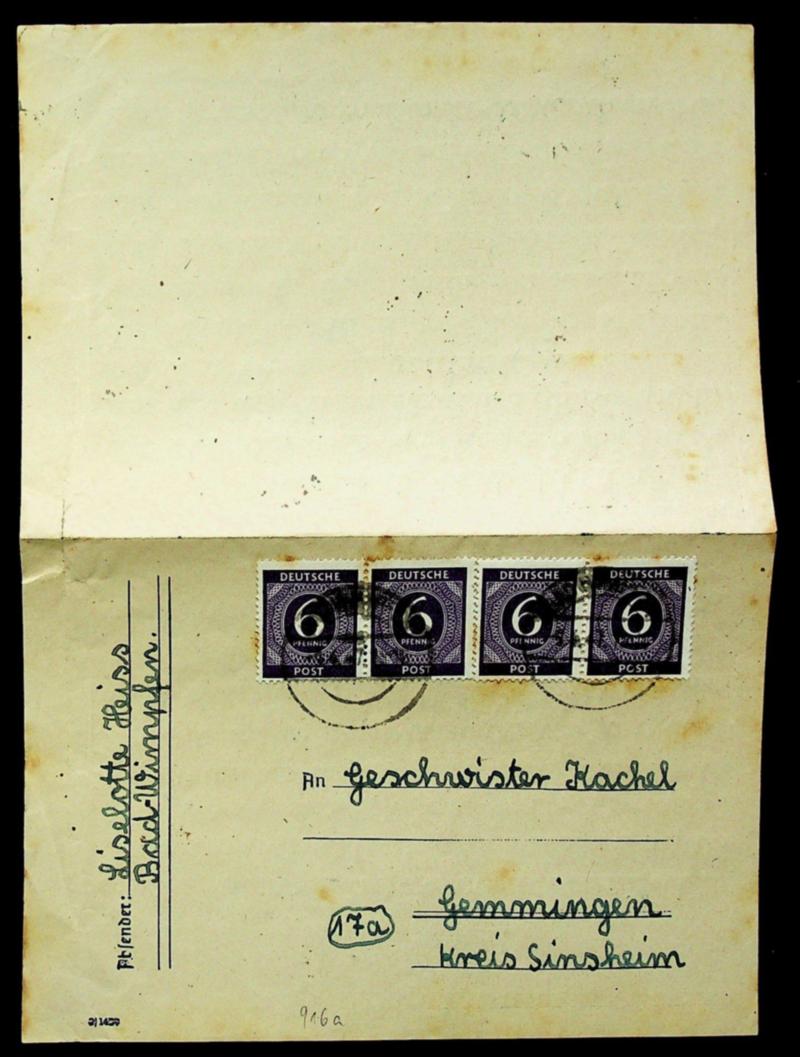 DEUTSCHE
6
PFENNIG
POST
DEUTSCHE
6
PFENNIG
POST
DEUTSCHE
6
PFENNIG
POST
DEUTSCHE
6
PFENNIG
POST
Absender: Liselotte Heiss
Bad-Wimpfen.
An Geschwister Kachel
17a Gemmingen
Kreis Sinsheim
916a